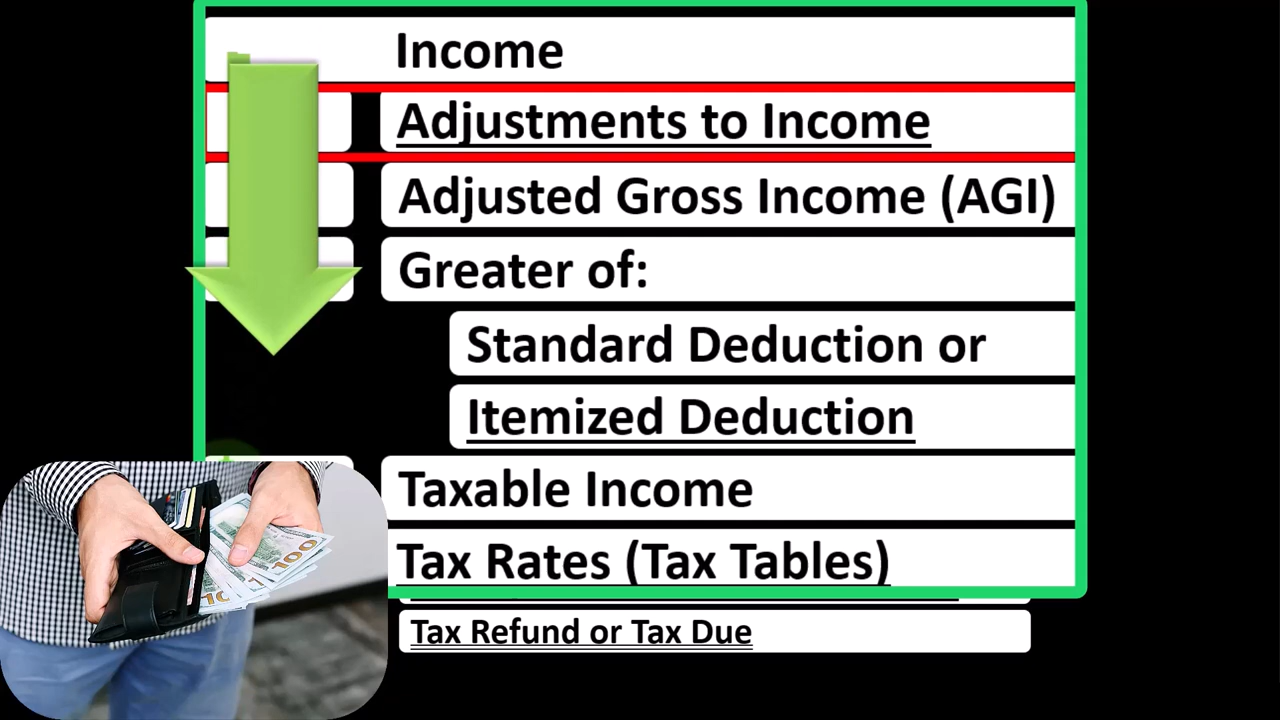 Income
Adjustments to Income
Adjusted Gross Income (AGI)
Greater of:
Standard Deduction or
Itemized Deduction
Taxable Income
Tax Rates (Tax Tables)
Tax Refund or Tax Due
100